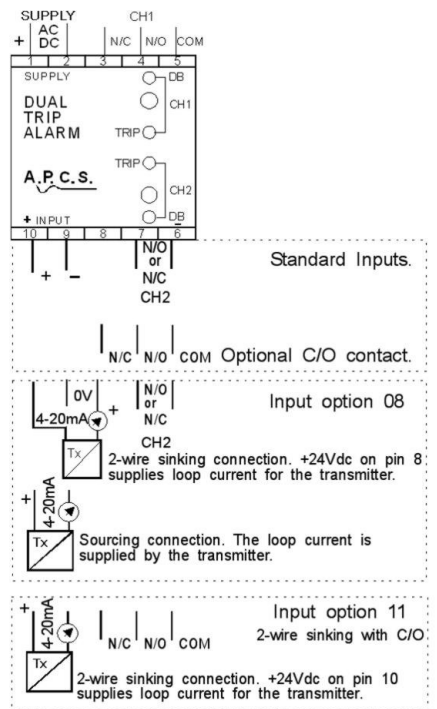 SUPPLY
AC
DC
+
CH1
N/C N/O COM
1 2 3 4 5
SUPPLY
DB
DUAL
TRIP
ALARM
CH1
TRIP
TRIP
A.P.C.S.
CH2
+ INPUT
DB
-
10 9 8 7 6
+ -
N/O
or
N/C
CH2
Standard Inputs.
N/C N/O COM Optional C/O contact.
0V
4-20mA
+
N/O
or
N/C
CH2
Input option 08
Tx
2-wire sinking connection. +24Vdc on pin 8
supplies loop current for the transmitter.
+
4-20mA
Tx
Sourcing connection. The loop current is
supplied by the transmitter.
+
4-20mA
N/C N/O COM
Input option 11
2-wire sinking with C/O
Tx
2-wire sinking connection. +24Vdc on pin 10
supplies loop current for the transmitter.